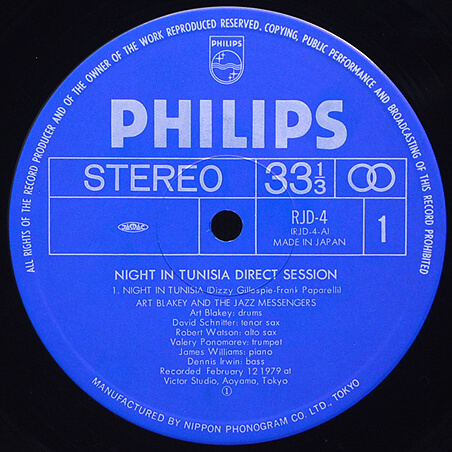 ALL RIGHTS OF THE RECORD PRODUCER AND OF THE OWNER OF THE WORK REPRODUCED RESERVED. COPYING, PUBLIC PERFORMANCE AND BROADCASTING OF THIS RECORD PROHIBITED
PHILIPS
PHILIPS
STEREO 33 1/3
RJD-4
(RJD-4-A)
MADE IN JAPAN
1
NIGHT IN TUNISIA DIRECT SESSION
1. NIGHT IN TUNISIA (Dizzy Gillespie-Frank Paparelli)
ART BLAKEY AND THE JAZZ MESSENGERS
Art Blakey: drums
David Schnitter: tenor sax
Robert Watson: alto sax
Valery Ponomarev: trumpet
James Williams: piano
Dennis Irwin: bass
Recorded February 12 1979 at
Victor Studio, Aoyama, Tokyo
MANUFACTURED BY NIPPON PHONOGRAM CO. LTD., TOKYO